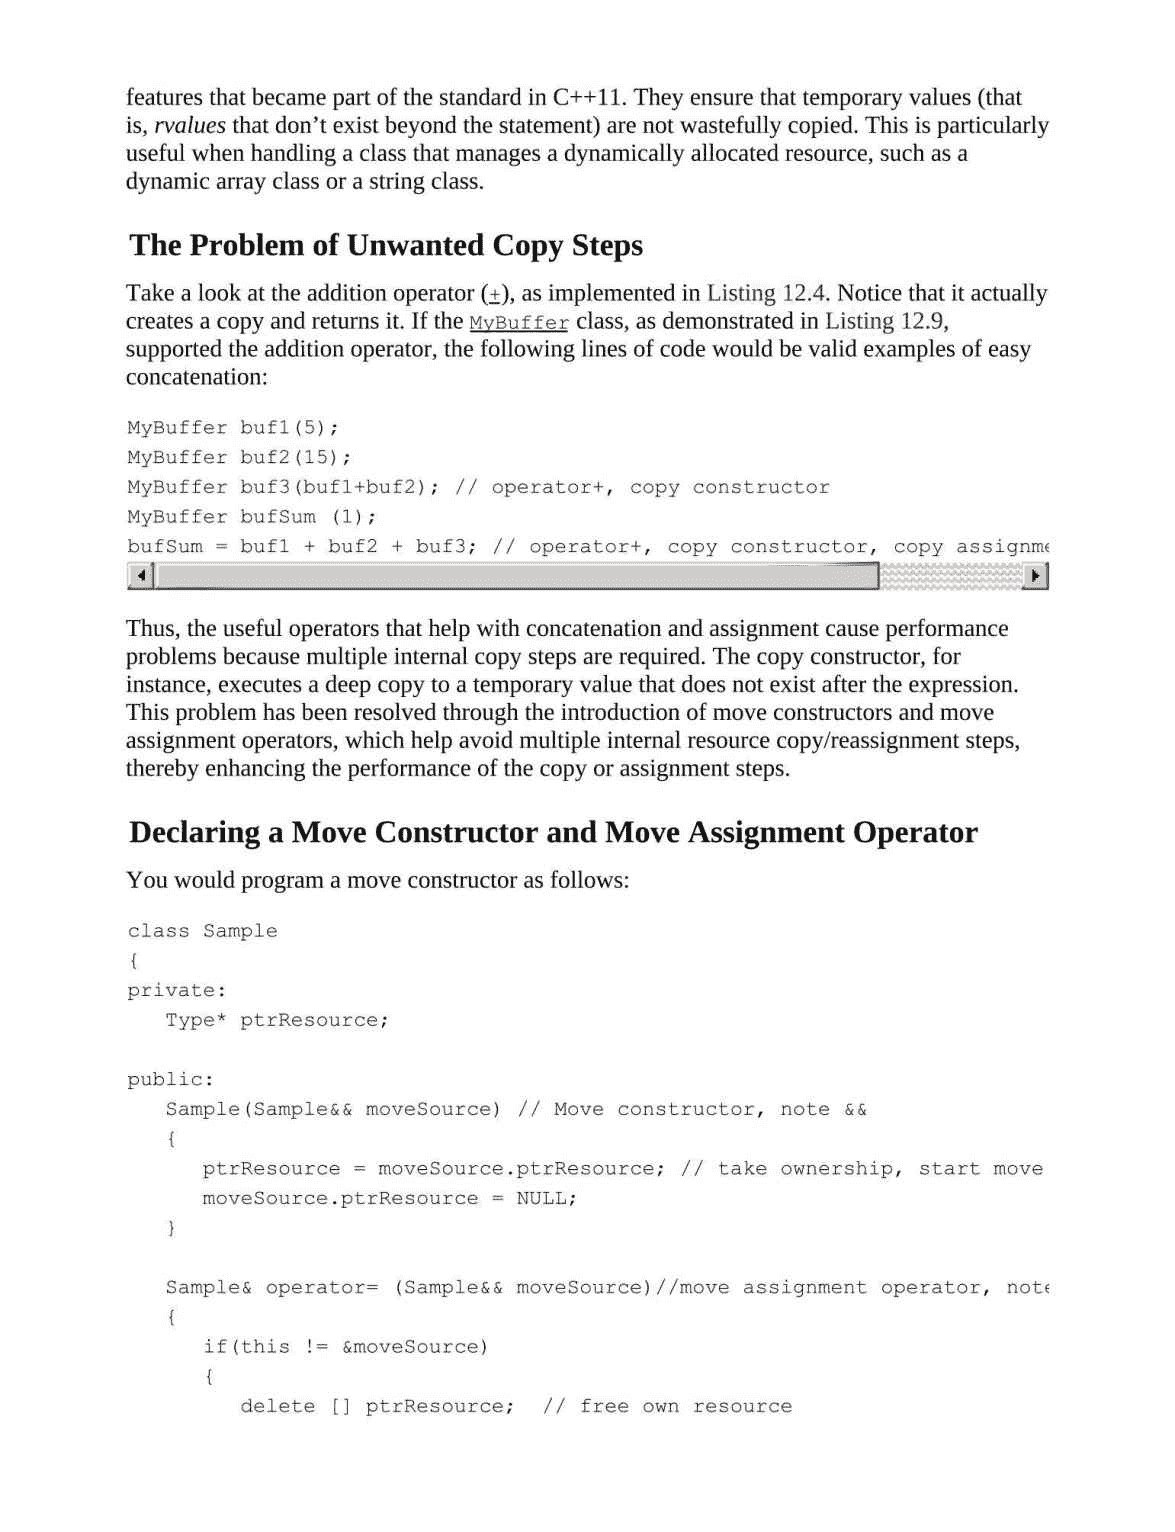 features that became part of the standard in C++11. They ensure that temporary values (that
is, rvalues that don’t exist beyond the statement) are not wastefully copied. This is particularly
useful when handling a class that manages a dynamically allocated resource, such as a
dynamic array class or a string class.
The Problem of Unwanted Copy Steps
Take a look at the addition operator (+), as implemented in Listing 12.4. Notice that it actually
creates a copy and returns it. If the MyBuffer class, as demonstrated in Listing 12.9,
supported the addition operator, the following lines of code would be valid examples of easy
concatenation:
MyBuffer buf1(5);
MyBuffer buf2(15);
MyBuffer buf3(buf1+buf2); // operator+, copy constructor
MyBuffer bufSum (1);
bufSum = buf1 + buf2 + buf3; // operator+, copy constructor, copy assignme
Thus, the useful operators that help with concatenation and assignment cause performance
problems because multiple internal copy steps are required. The copy constructor, for
instance, executes a deep copy to a temporary value that does not exist after the expression.
This problem has been resolved through the introduction of move constructors and move
assignment operators, which help avoid multiple internal resource copy/reassignment steps,
thereby enhancing the performance of the copy or assignment steps.
Declaring a Move Constructor and Move Assignment Operator
You would program a move constructor as follows:
class Sample
{
private:
   Type* ptrResource;
public:
   Sample(Sample&& moveSource) // Move constructor, note &&
   {
      ptrResource = moveSource.ptrResource; // take ownership, start move
      moveSource.ptrResource = NULL;
   }
   Sample& operator= (Sample&& moveSource)//move assignment operator, note
   {
      if(this != &moveSource)
      {
         delete [] ptrResource;  // free own resource